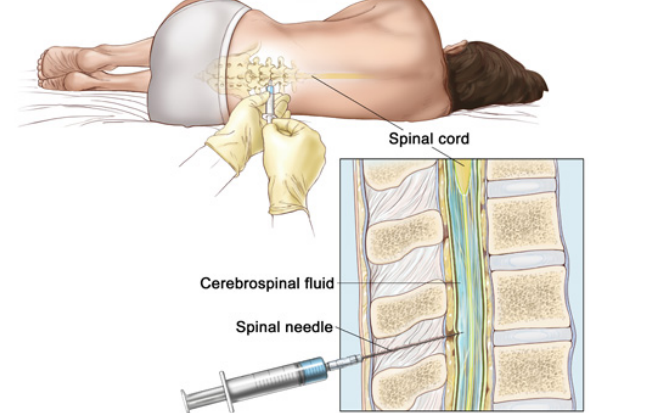 Spinal cord
Cerebrospinal fluid
Spinal needle